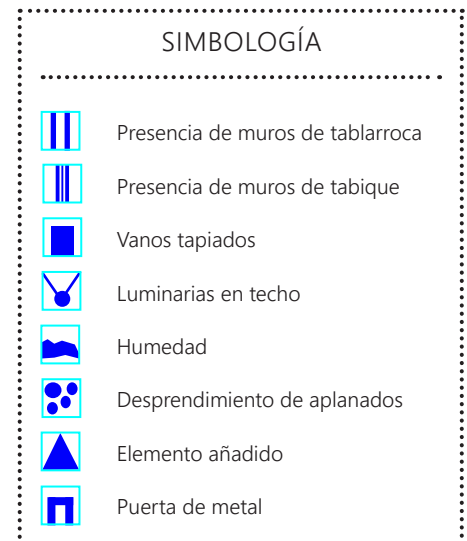 SIMBOLOGÍA
Presencia de muros de tablarroca
Presencia de muros de tabique
Vanos tapiados
Luminarias en techo
Humedad
Desprendimiento de aplanados
Elemento añadido
Puerta de metal